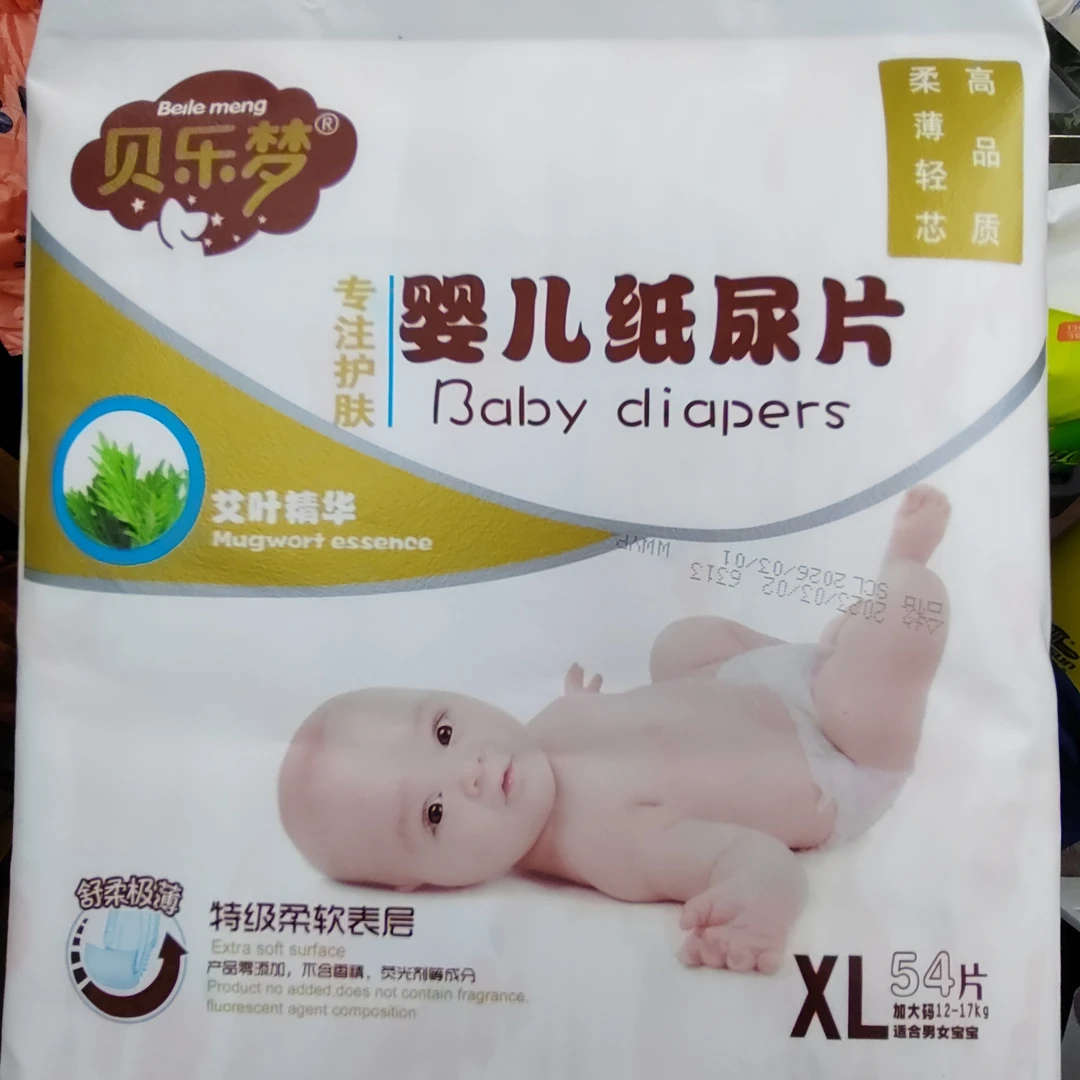 Beile meng
贝乐梦®
高品质
柔薄轻芯
专注护肤
婴儿纸尿片
Baby diapers
艾叶精华
Mugwort essence
WWYP
SCL 2026/03/01
2023/03/02 6313
舒柔极薄
特级柔软表层
Extra soft surface
产品零添加，不含香精、荧光剂等成分
Product no added.does not contain fragrance,
fluorescent agent composition
XL 54片
加大码12-17kg
适合男女宝宝